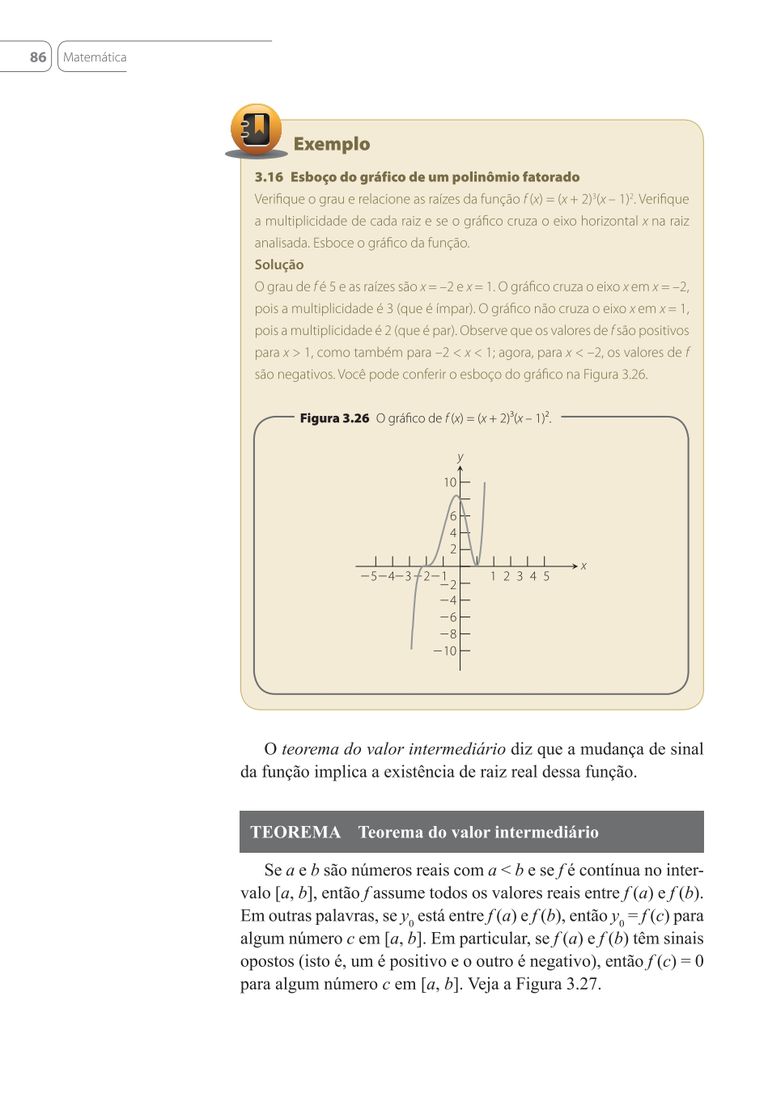 86 Matemática
Exemplo
3.16 Esboço do gráfico de um polinômio fatorado
Verifique o grau e relacione as raízes da função f (x) = (x + 2)³(x – 1)². Verifique
a multiplicidade de cada raiz e se o gráfico cruza o eixo horizontal x na raiz
analisada. Esboce o gráfico da função.
Solução
O grau de f é 5 e as raízes são x = –2 e x = 1. O gráfico cruza o eixo x em x = –2,
pois a multiplicidade é 3 (que é ímpar). O gráfico não cruza o eixo x em x = 1,
pois a multiplicidade é 2 (que é par). Observe que os valores de f são positivos
para x > 1, como também para –2 < x < 1; agora, para x < –2, os valores de f
são negativos. Você pode conferir o esboço do gráfico na Figura 3.26.
Figura 3.26 O gráfico de f (x) = (x + 2)³(x – 1)².
y
10
6
4
2
x
−5−4−3−2−1 1 2 3 4 5
−2
−4
−6
−8
−10
O teorema do valor intermediário diz que a mudança de sinal
da função implica a existência de raiz real dessa função.
TEOREMA Teorema do valor intermediário
Se a e b são números reais com a < b e se f é contínua no inter-
valo [a, b], então f assume todos os valores reais entre f (a) e f (b).
Em outras palavras, se y₀ está entre f (a) e f (b), então y₀ = f (c) para
algum número c em [a, b]. Em particular, se f (a) e f (b) têm sinais
opostos (isto é, um é positivo e o outro é negativo), então f (c) = 0
para algum número c em [a, b]. Veja a Figura 3.27.